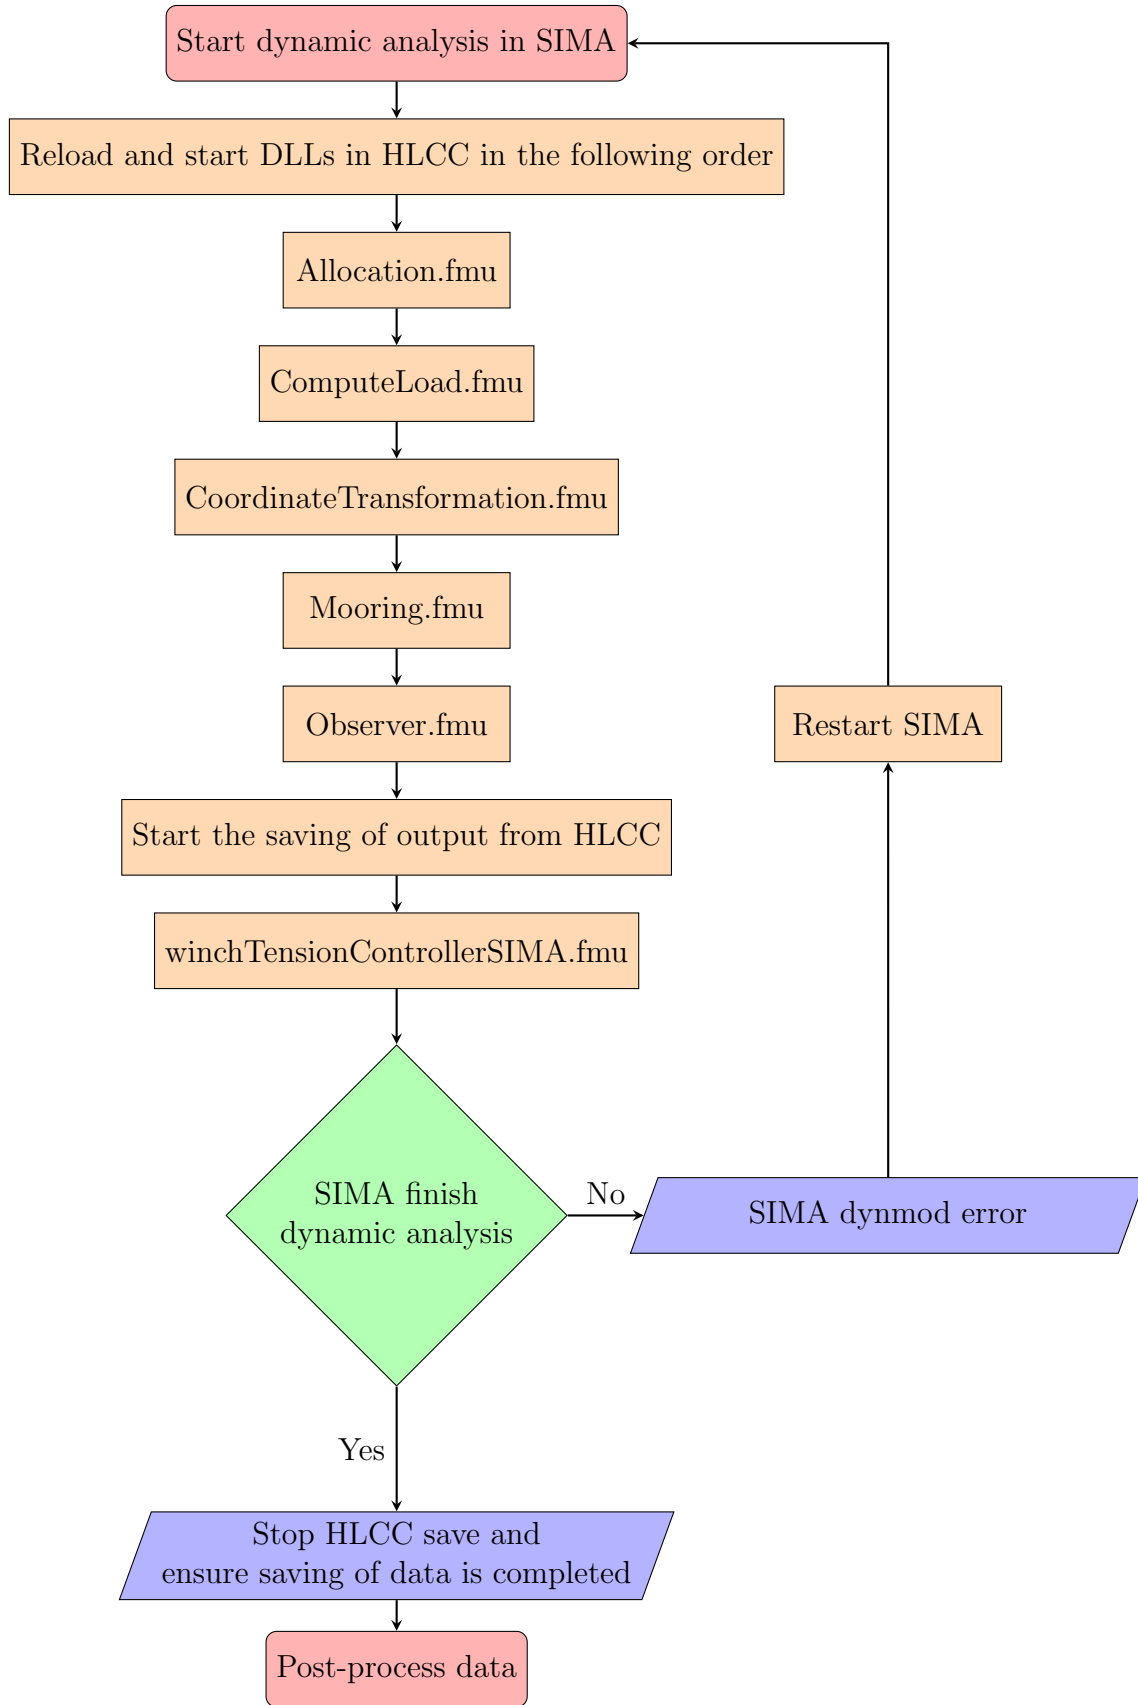 Start dynamic analysis in SIMA
Reload and start DLLs in HLCC in the following order
Allocation.fmu
ComputeLoad.fmu
CoordinateTransformation.fmu
Mooring.fmu
Observer.fmu
Restart SIMA
Start the saving of output from HLCC
winchTensionControllerSIMA.fmu
SIMA finish
dynamic analysis
No
SIMA dynmod error
Yes
Stop HLCC save and
ensure saving of data is completed
Post-process data